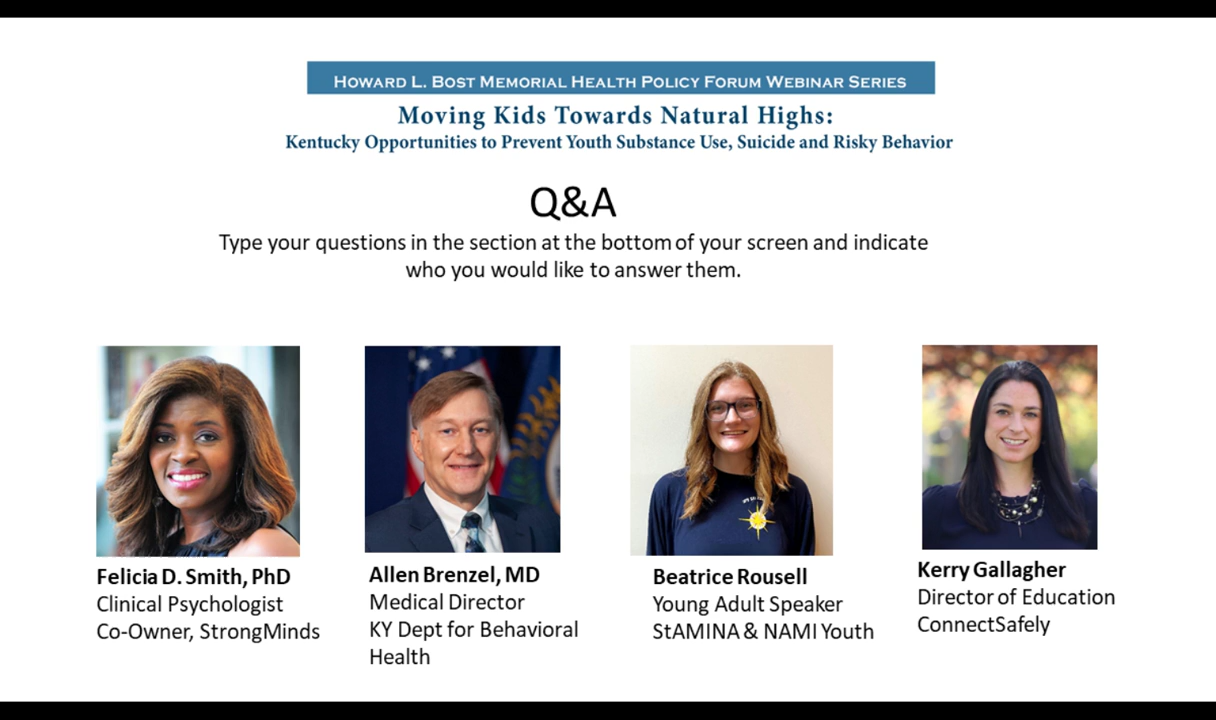 HOWARD L. BOST MEMORIAL HEALTH POLICY FORUM WEBINAR SERIES
Moving Kids Towards Natural Highs:
Kentucky Opportunities to Prevent Youth Substance Use, Suicide and Risky Behavior
Q&A
Type your questions in the section at the bottom of your screen and indicate
who you would like to answer them.
Felicia D. Smith, PhD
Clinical Psychologist
Co-Owner, StrongMinds
Allen Brenzel, MD
Medical Director
KY Dept for Behavioral
Health
Beatrice Rousell
Young Adult Speaker
StAMINA & NAMI Youth
Kerry Gallagher
Director of Education
ConnectSafely